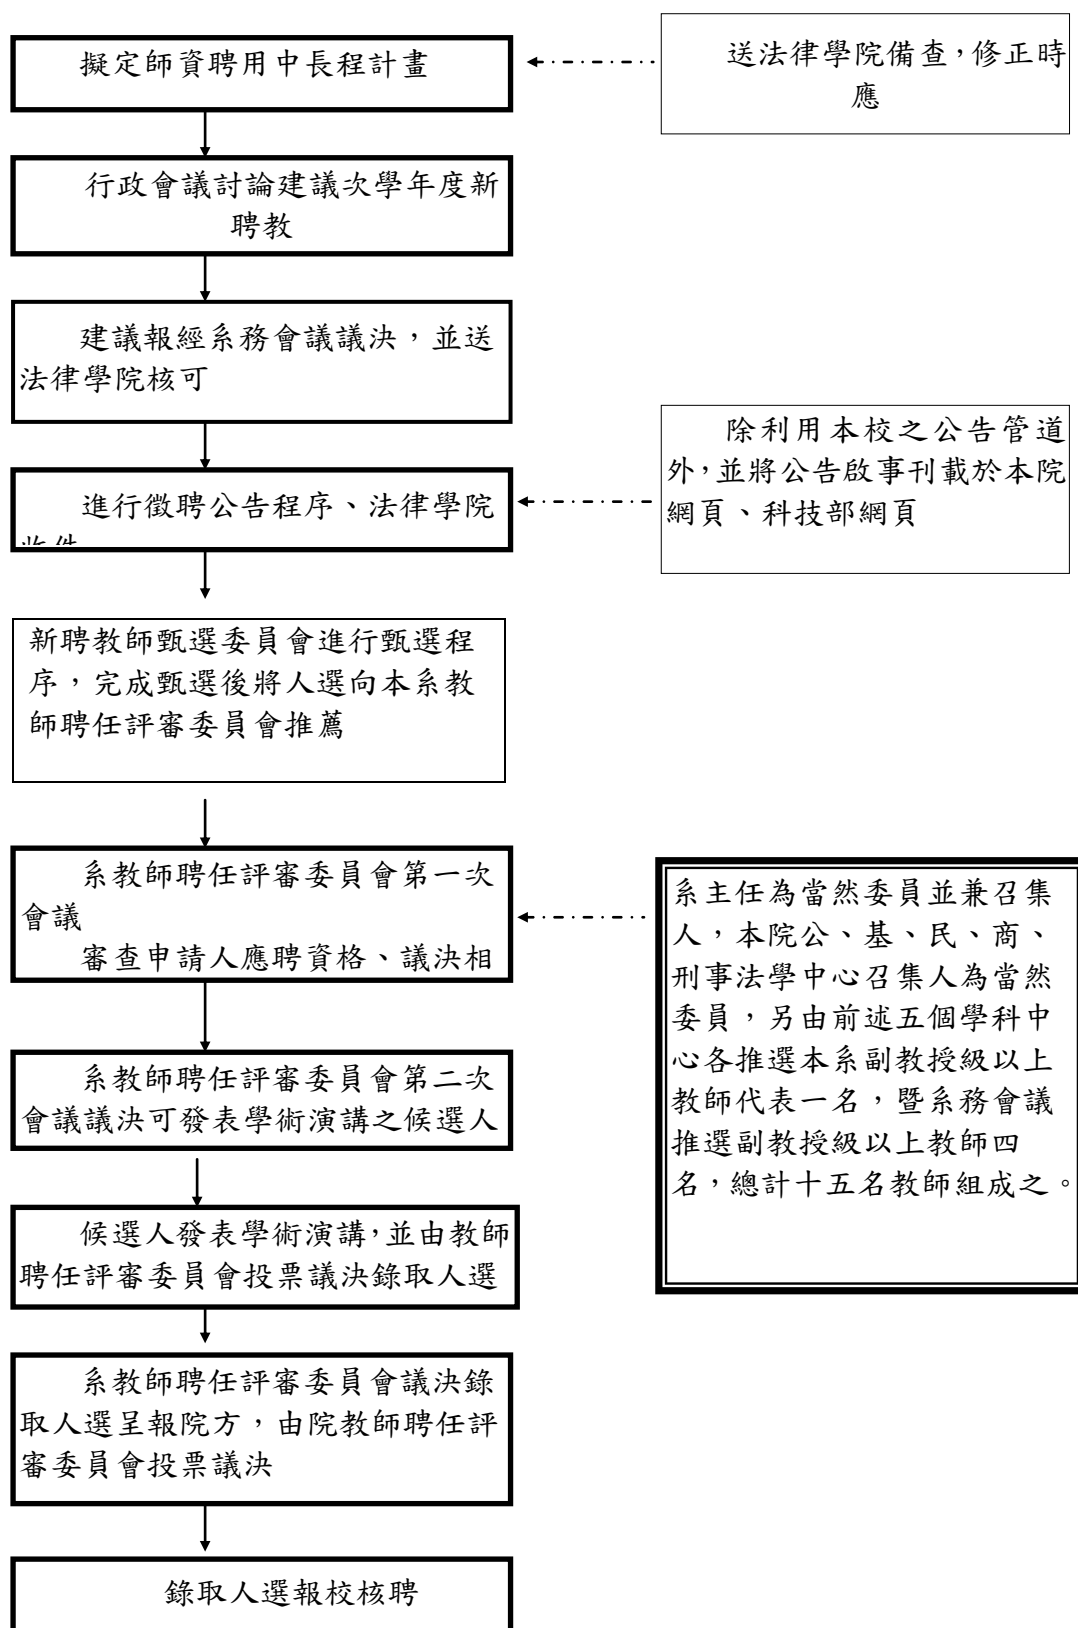 擬定師資聘用中長程計畫
送法律學院備查，修正時
應
行政會議討論建議次學年度新
聘教
建議報經系務會議議決，並送
法律學院核可
除利用本校之公告管道
外，並將公告啟事刊載於本院
網頁、科技部網頁
進行徵聘公告程序、法律學院
新聘教師甄選委員會進行甄選程
序，完成甄選後將人選向本系教
師聘任評審委員會推薦
系教師聘任評審委員會第一次
會議
審查申請人應聘資格、議決相
系主任為當然委員並兼召集
人，本院公、基、民、商、
刑事法學中心召集人為當然
委員，另由前述五個學科中
心各推選本系副教授級以上
教師代表一名，暨系務會議
推選副教授級以上教師四
名，總計十五名教師組成之。
系教師聘任評審委員會第二次
會議議決可發表學術演講之候選人
候選人發表學術演講，並由教師
聘任評審委員會投票議決錄取人選
系教師聘任評審委員會議決錄
取人選呈報院方，由院教師聘任評
審委員會投票議決
錄取人選報校核聘